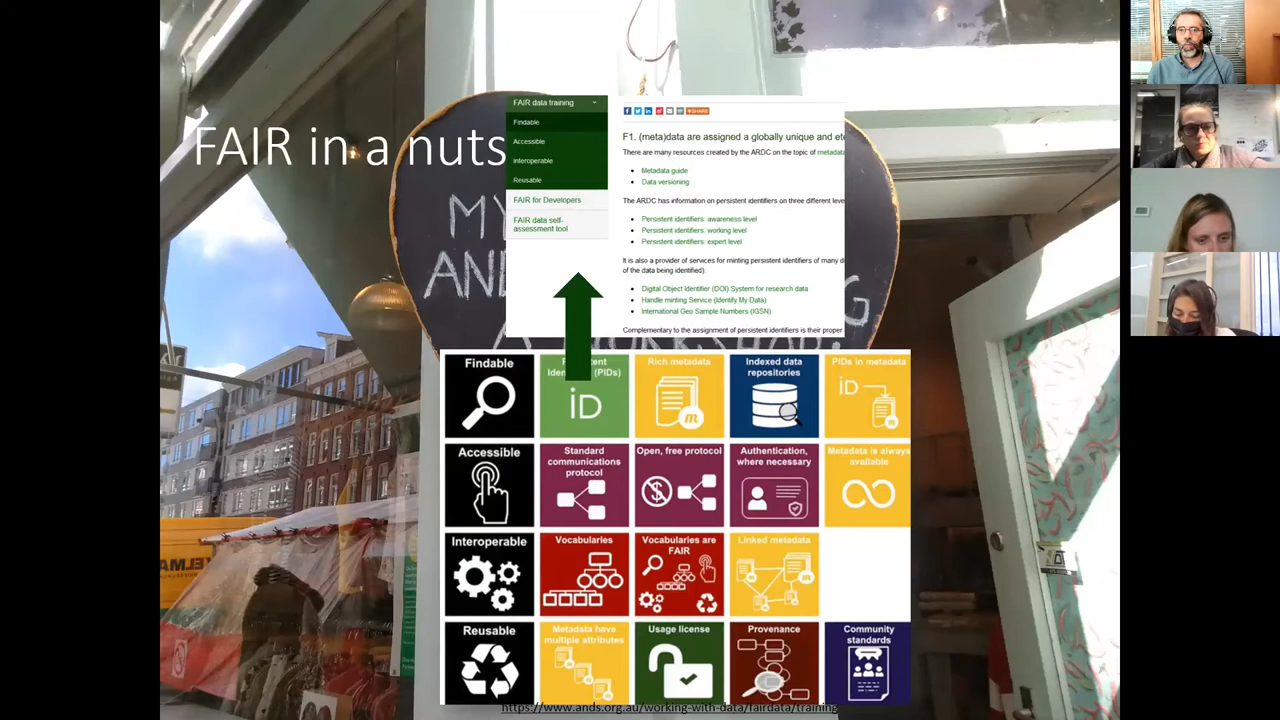 FAIR in a nuts
FAIR data training
Findable
Accessible
Interoperable
Reusable
FAIR for Developers
FAIR data self-
assessment tool
SHARE
F1. (meta)data are assigned a globally unique and ete
There are many resources created by the ARDC on the topic of metadata
Metadata guide
Data versioning
The ARDC has information on persistent identifiers on three different leve
Persistent identifiers: awareness level
Persistent identifiers: working level
Persistent identifiers: expert level
It is also a provider of services for minting persistent identifiers of many d
of the data being identified).
Digital Object Identifier (DOI) System for research data
Handle minting Service (Identify My Data)
International Geo Sample Numbers (IGSN)
Complementary to the assignment of persistent identifiers is their proper
MY
AND
G
Findable
(PIDs)
iD
Rich metadata
m
Indexed data
repositories
PIDs in metadata
iD
m
Accessible
Standard
communications
protocol
Open, free protocol
$
Authentication,
where necessary
Metadata is always
available
Interoperable
Vocabularies
Vocabularies are
FAIR
Linked metadata
Reusable
Metadata have
multiple attributes
Usage license
Provenance
Community
standards
https://www.ands.org.au/working-with-data/fairdata/training